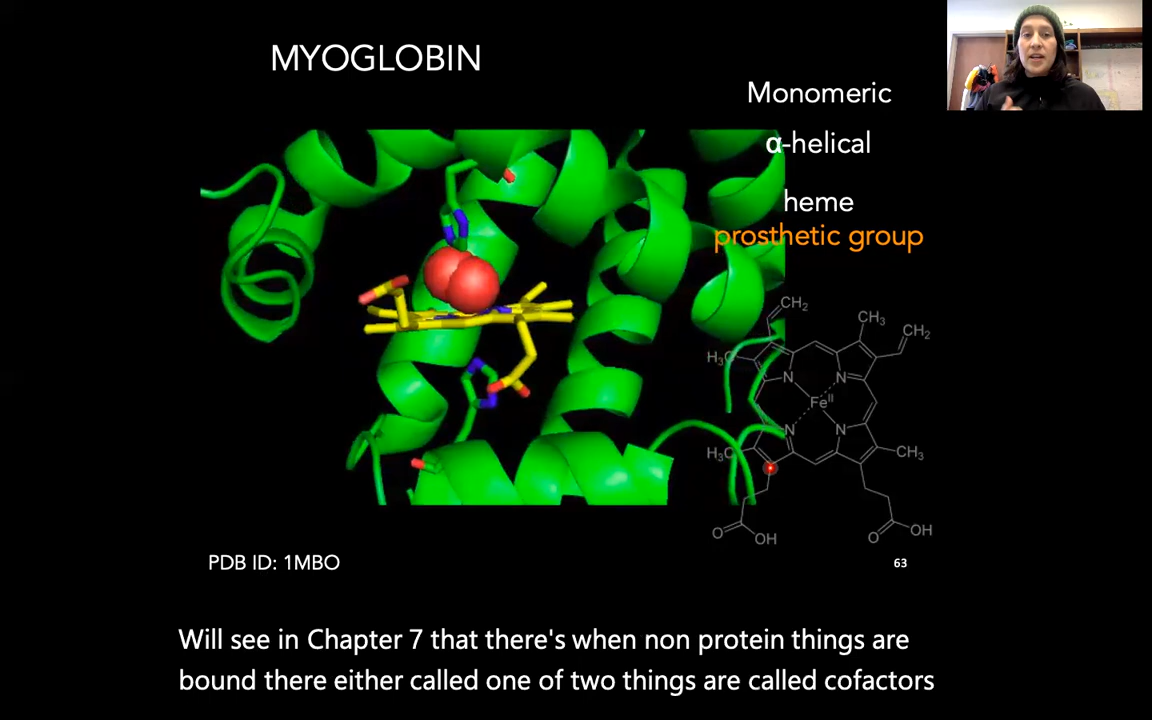 MYOGLOBIN
Monomeric
α-helical
heme
prosthetic group
CH₂
CH₃
CH₂
H₃C
N
N
Feᴵᴵ
N
N
H₃C
CH₃
O
OH
O
OH
PDB ID: 1MBO
63
Will see in Chapter 7 that there's when non protein things are
bound there either called one of two things are called cofactors